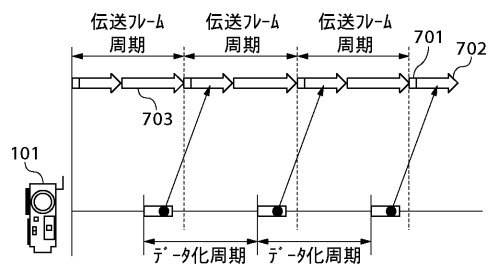 伝送フレーム 伝送フレーム 伝送フレーム
周期 周期 周期
701
702
703
101
データ化周期 データ化周期